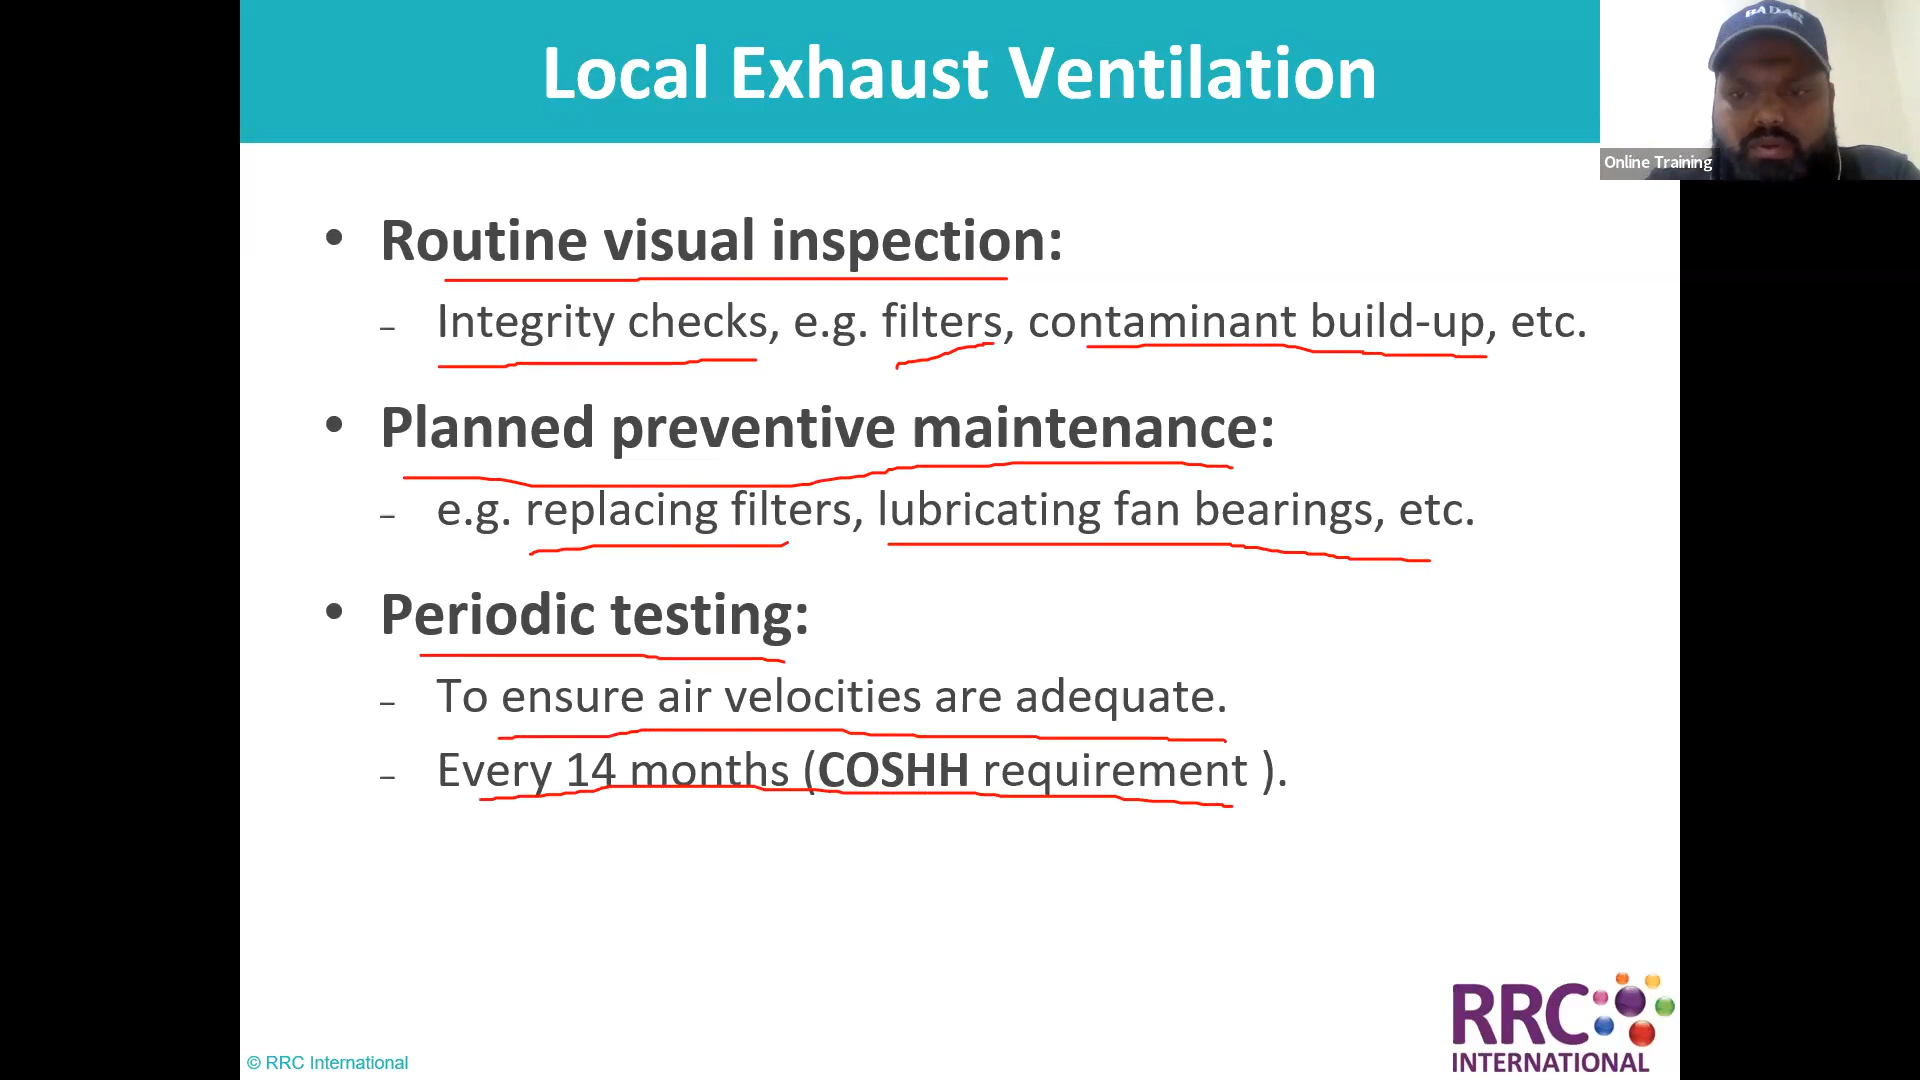 Local Exhaust Ventilation
BADAR
Online Training
• Routine visual inspection:
– Integrity checks, e.g. filters, contaminant build-up, etc.
• Planned preventive maintenance:
– e.g. replacing filters, lubricating fan bearings, etc.
• Periodic testing:
– To ensure air velocities are adequate.
– Every 14 months (COSHH requirement ).
RRC
INTERNATIONAL
© RRC International